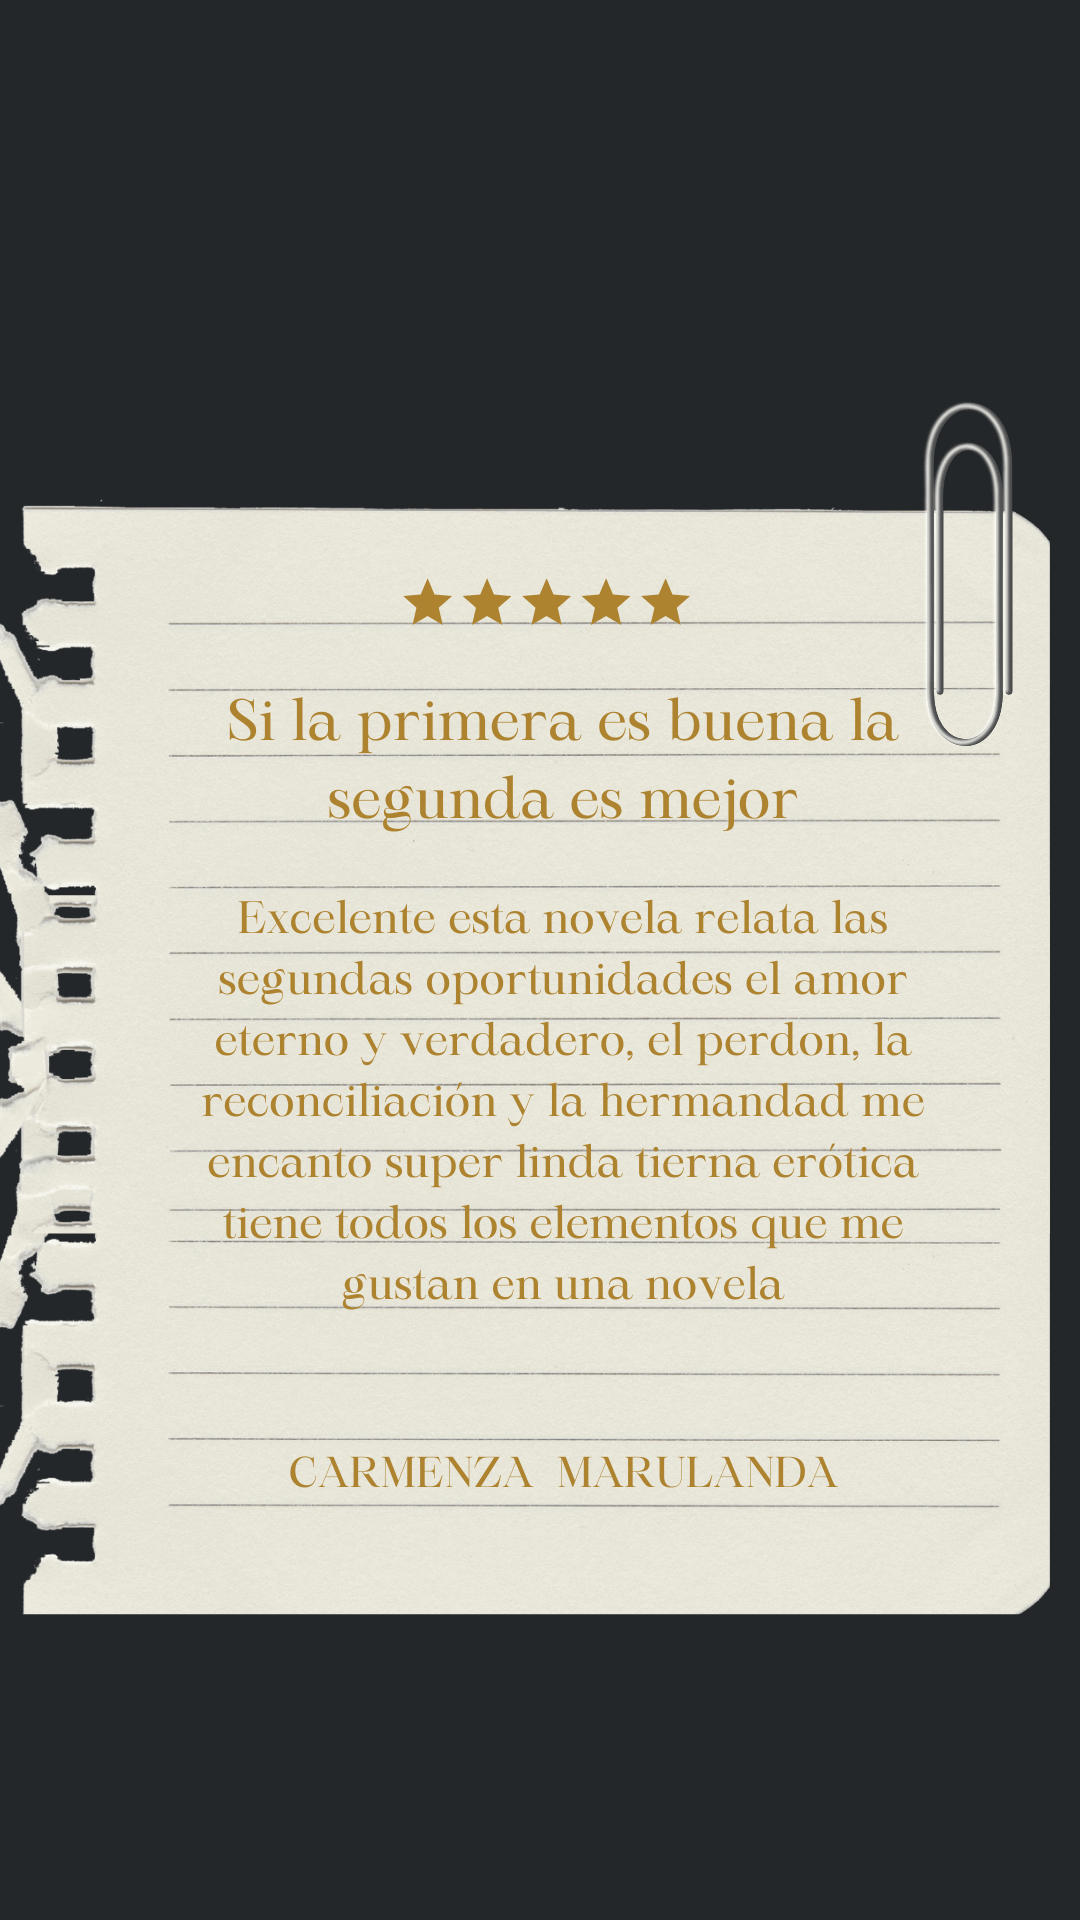 Si la primera es buena la
segunda es mejor
Excelente esta novela relata las
segundas oportunidades el amor
eterno y verdadero, el perdon, la
reconciliación y la hermandad me
encanto super linda tierna erótica
tiene todos los elementos que me
gustan en una novela
CARMENZA MARULANDA